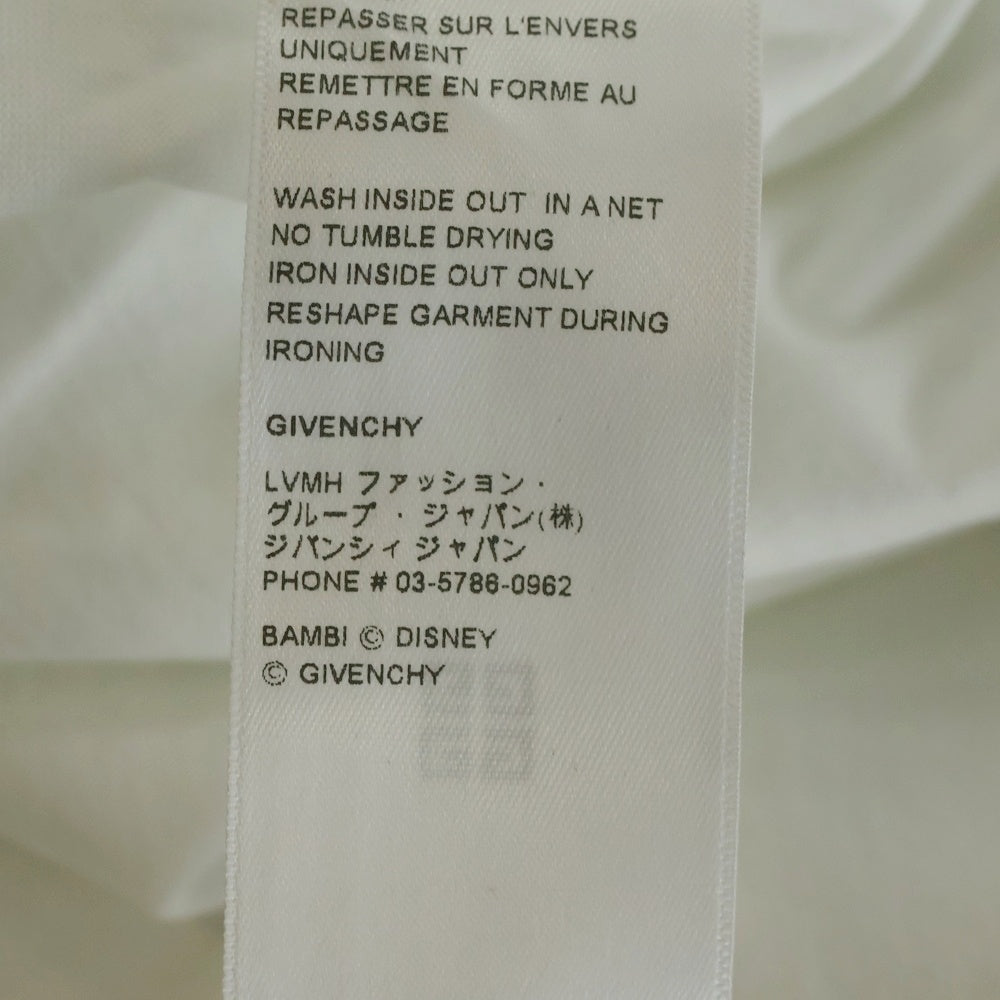 REPASSER SUR L'ENVERS
UNIQUEMENT
REMETTRE EN FORME AU
REPASSAGE
WASH INSIDE OUT IN A NET
NO TUMBLE DRYING
IRON INSIDE OUT ONLY
RESHAPE GARMENT DURING
IRONING
GIVENCHY
LVMH ファッション・
グループ・ジャパン(株)
ジバンシィ ジャパン
PHONE # 03-5786-0962
BAMBI © DISNEY
© GIVENCHY